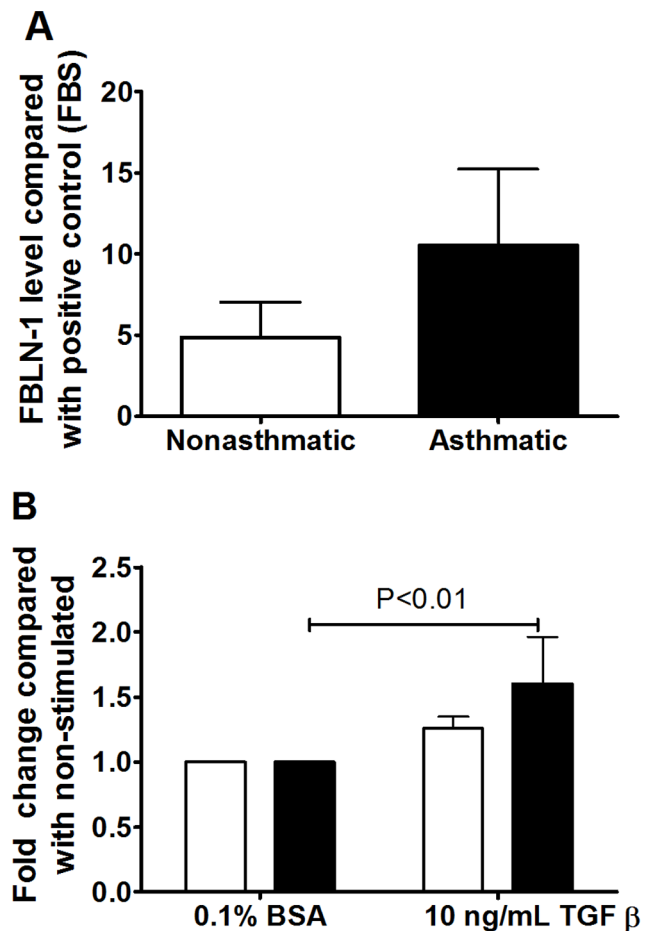 A
FBLN-1 level compared
with positive control (FBS)
20
15
10
5
0
Nonasthmatic
Asthmatic
B
Fold change compared
with non-stimulated
2.5
2.0
1.5
1.0
0.5
0.0
P<0.01
0.1% BSA
10 ng/mL TGF β